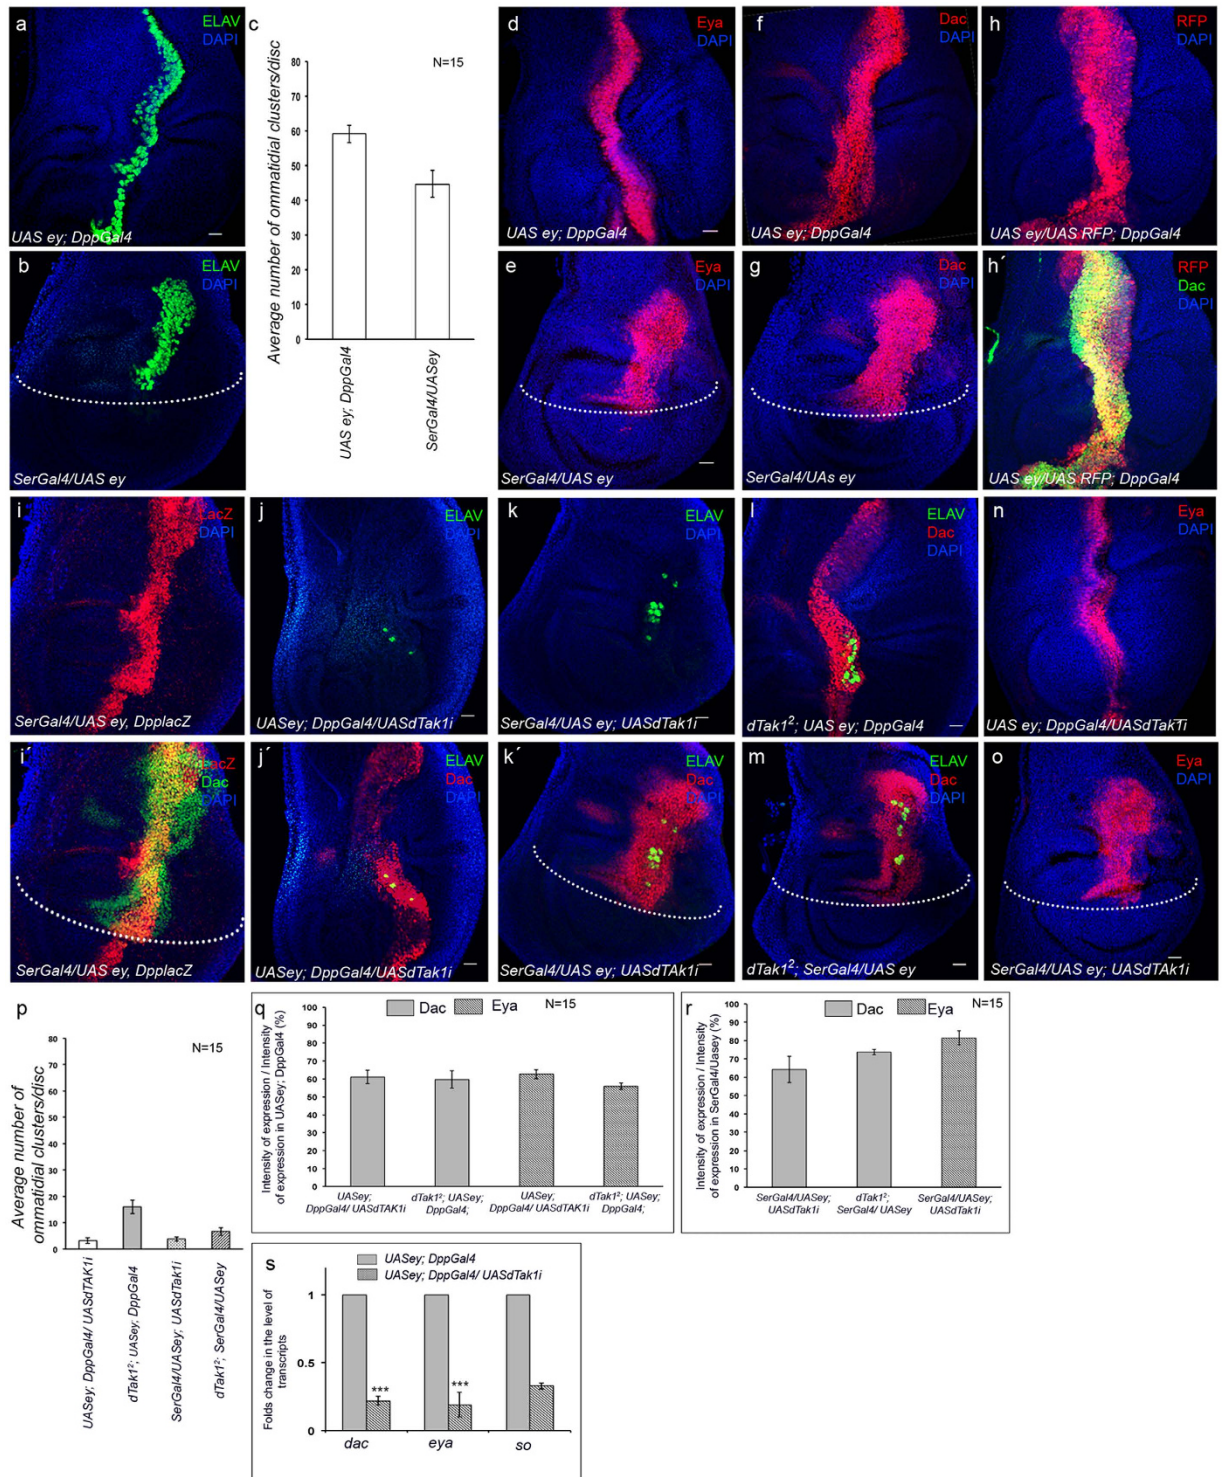 a
ELAV
DAPI
UAS ey; DppGal4
b
ELAV
DAPI
SerGal4/UAS ey
c
N=15
Average number of ommatidial clusters/disc
80
70
60
50
40
30
20
10
0
UAS ey; DppGal4
SerGal4/UASey
d
Eya
DAPI
UAS ey; DppGal4
f
Dac
DAPI
UAS ey; DppGal4
h
RFP
DAPI
UAS ey/UAS RFP; DppGal4
e
Eya
DAPI
SerGal4/UAS ey
g
Dac
DAPI
SerGal4/UAs ey
h´
RFP
Dac
DAPI
UAS ey/UAS RFP; DppGal4
i
LacZ
DAPI
SerGal4/UAS ey, DpplacZ
j
ELAV
DAPI
UASey; DppGal4/UASdTak1i
k
ELAV
DAPI
SerGal4/UAS ey; UASdTak1i
l
ELAV
Dac
DAPI
dTak1²; UAS ey; DppGal4
n
Eya
DAPI
UAS ey; DppGal4/UASdTak1i
i´
LacZ
Dac
DAPI
SerGal4/UAS ey, DpplacZ
j´
ELAV
Dac
DAPI
UASey; DppGal4/UASdTak1i
k´
ELAV
Dac
DAPI
SerGal4/UAS ey; UASdTak1i
m
ELAV
Dac
DAPI
dTak1²; SerGal4/UAS ey
o
Eya
DAPI
SerGal4/UAS ey; UASdTak1i
p
N=15
Average number of
ommatidial clusters/disc
80
70
60
50
40
30
20
10
0
UASey; DppGal4/ UASdTAK1i
dTak1²; UASey; DppGal4
SerGal4/UASey; UASdTak1i
dTak1²; SerGal4/UASey
q
Dac
Eya
N=15
Intensity of expression / Intensity
of expression in UASey; DppGal4 (%)
100
90
80
70
60
50
40
30
20
10
0
UASey;
DppGal4/ UASdTAK1i
dTak1²; UASey;
DppGal4;
UASey;
DppGal4/ UASdTAK1i
dTak1²; UASey;
DppGal4;
r
Dac
Eya
N=15
Intensity of expression / Intensity
of expression in SerGal4/Uasey (%)
100
90
80
70
60
50
40
30
20
10
0
SerGal4/UASey;
UASdTak1i
dTak1²;
SerGal4/UASey
SerGal4/UASey;
UASdTak1i
s
UASey; DppGal4
UASey; DppGal4/ UASdTak1i
Folds change in the level of
transcripts
1
0.5
0
***
***
dac
eya
so